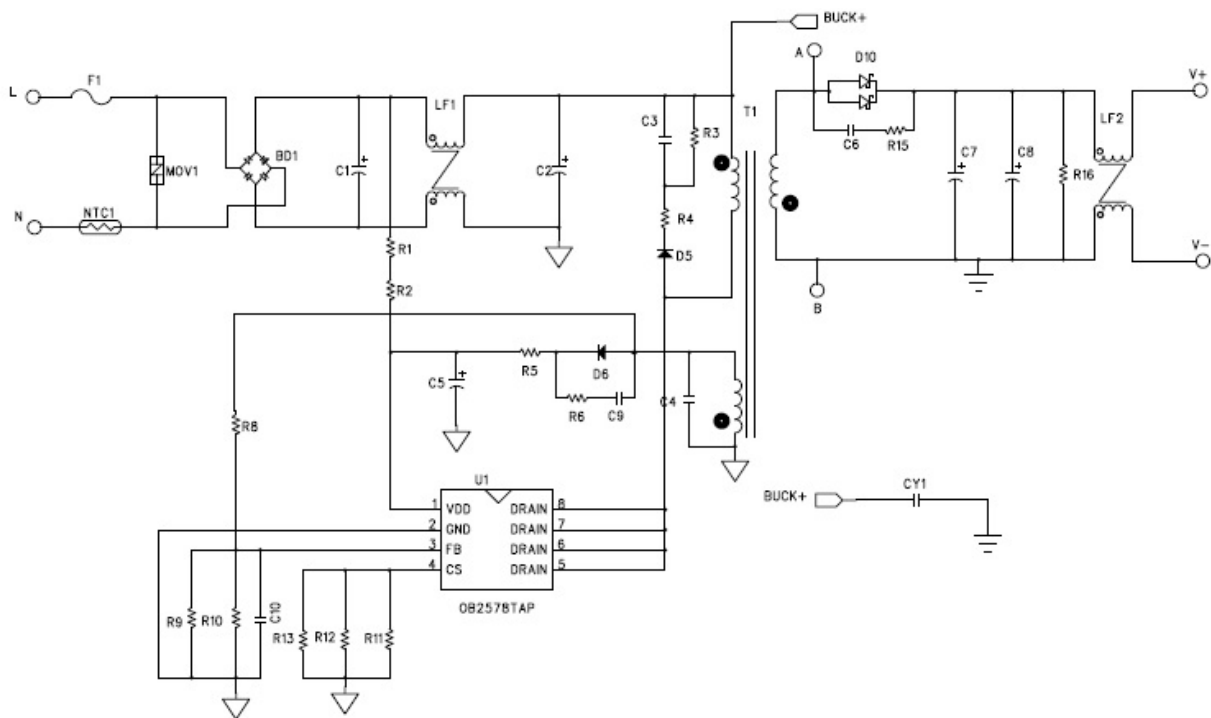 BUCK+
A
D10
L
F1
V+
LF1
C3
R3
T1
LF2
C6
R15
MOV1
BD1
C1
C2
C7
C8
R16
N
NTC1
R4
R1
D5
V-
R2
B
C5
R5
D6
R6
C9
C4
R8
U1
BUCK+
CY1
1 VDD DRAIN 8
2 GND DRAIN 7
3 FB DRAIN 6
4 CS DRAIN 5
OB2578TAP
R9
R10
C10
R13
R12
R11